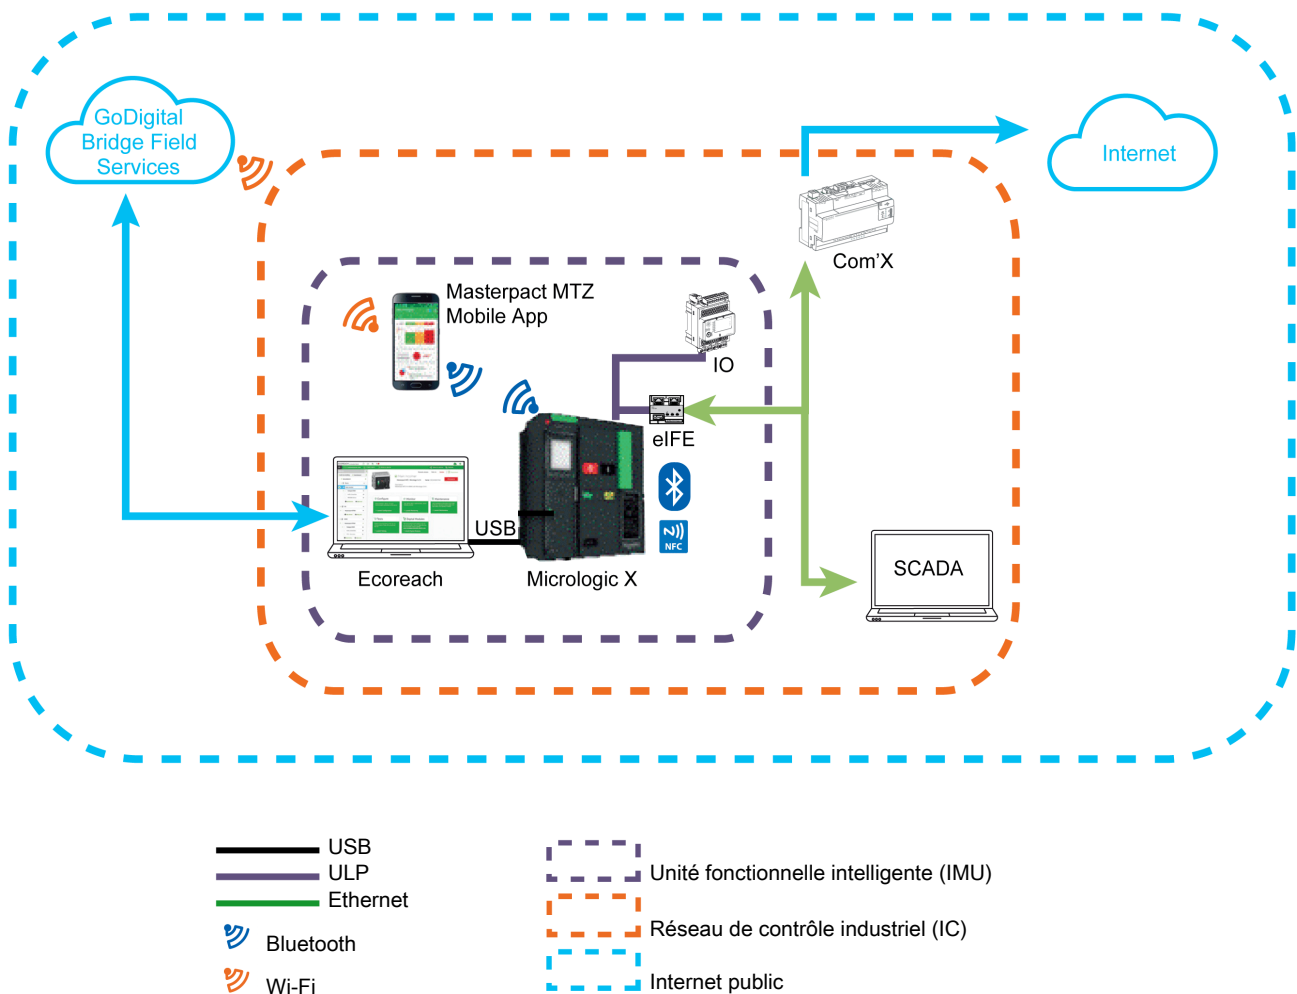 GoDigital
Bridge Field
Services
Internet
Com'X
Masterpact MTZ
Mobile App
IO
eIFE
USB
NFC
Ecoreach
Micrologic X
SCADA
USB
ULP
Ethernet
Bluetooth
Wi-Fi
Unité fonctionnelle intelligente (IMU)
Réseau de contrôle industriel (IC)
Internet public